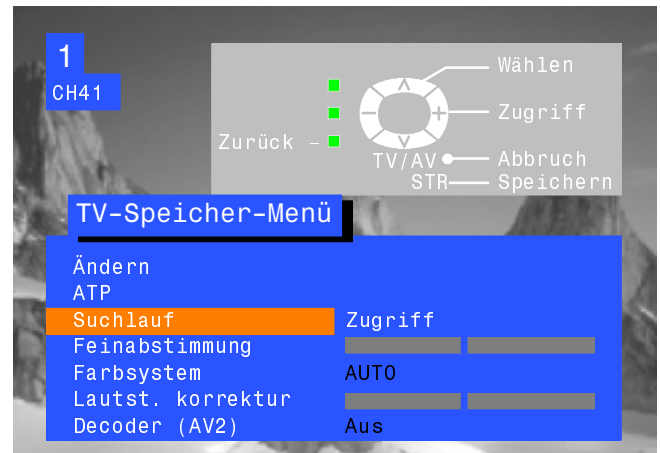 1
CH41
Wählen
Zugriff
Zurück –
TV/AV Abbruch
STR Speichern
TV-Speicher-Menü
Ändern
ATP
Suchlauf Zugriff
Feinabstimmung
Farbsystem AUTO
Lautst. korrektur
Decoder (AV2) Aus